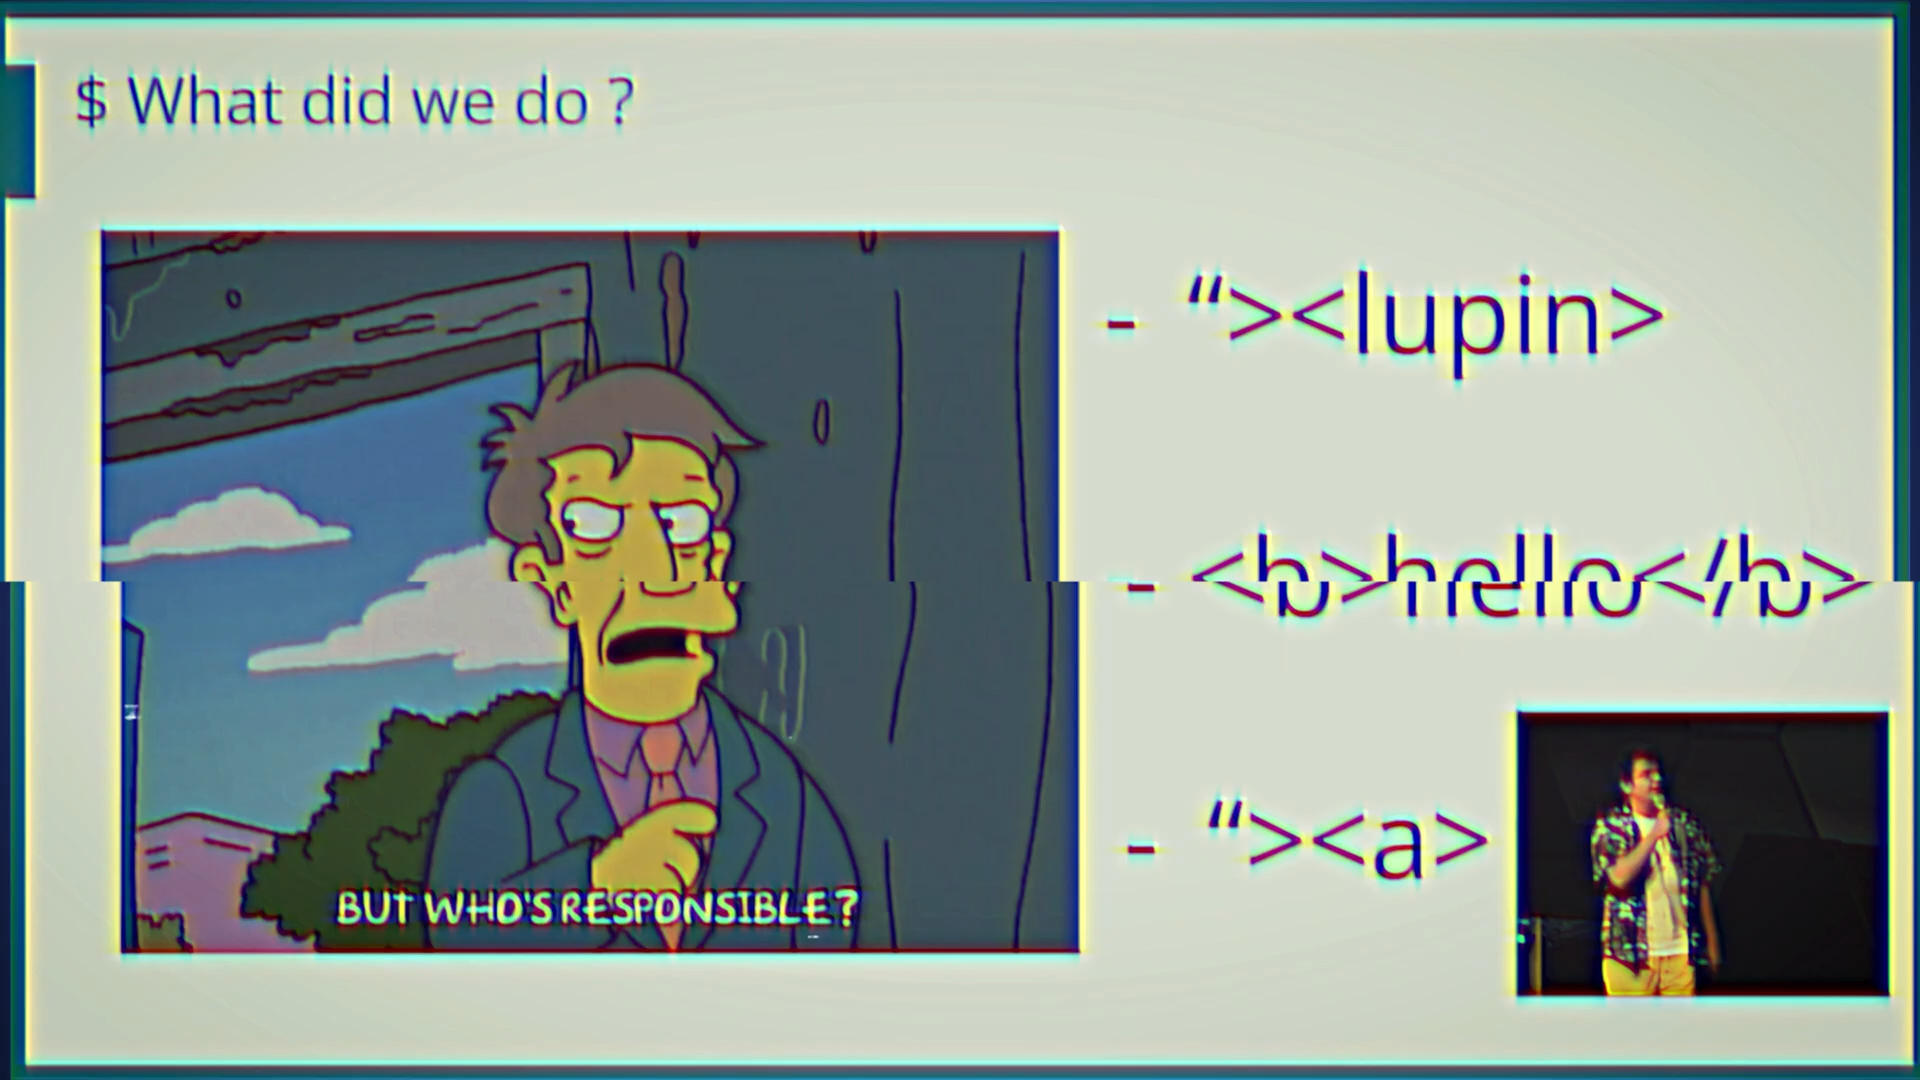 $ What did we do ?
- “><lupin>
- <b>hello</b>
- “><a>
BUT WHO'S RESPONSIBLE?